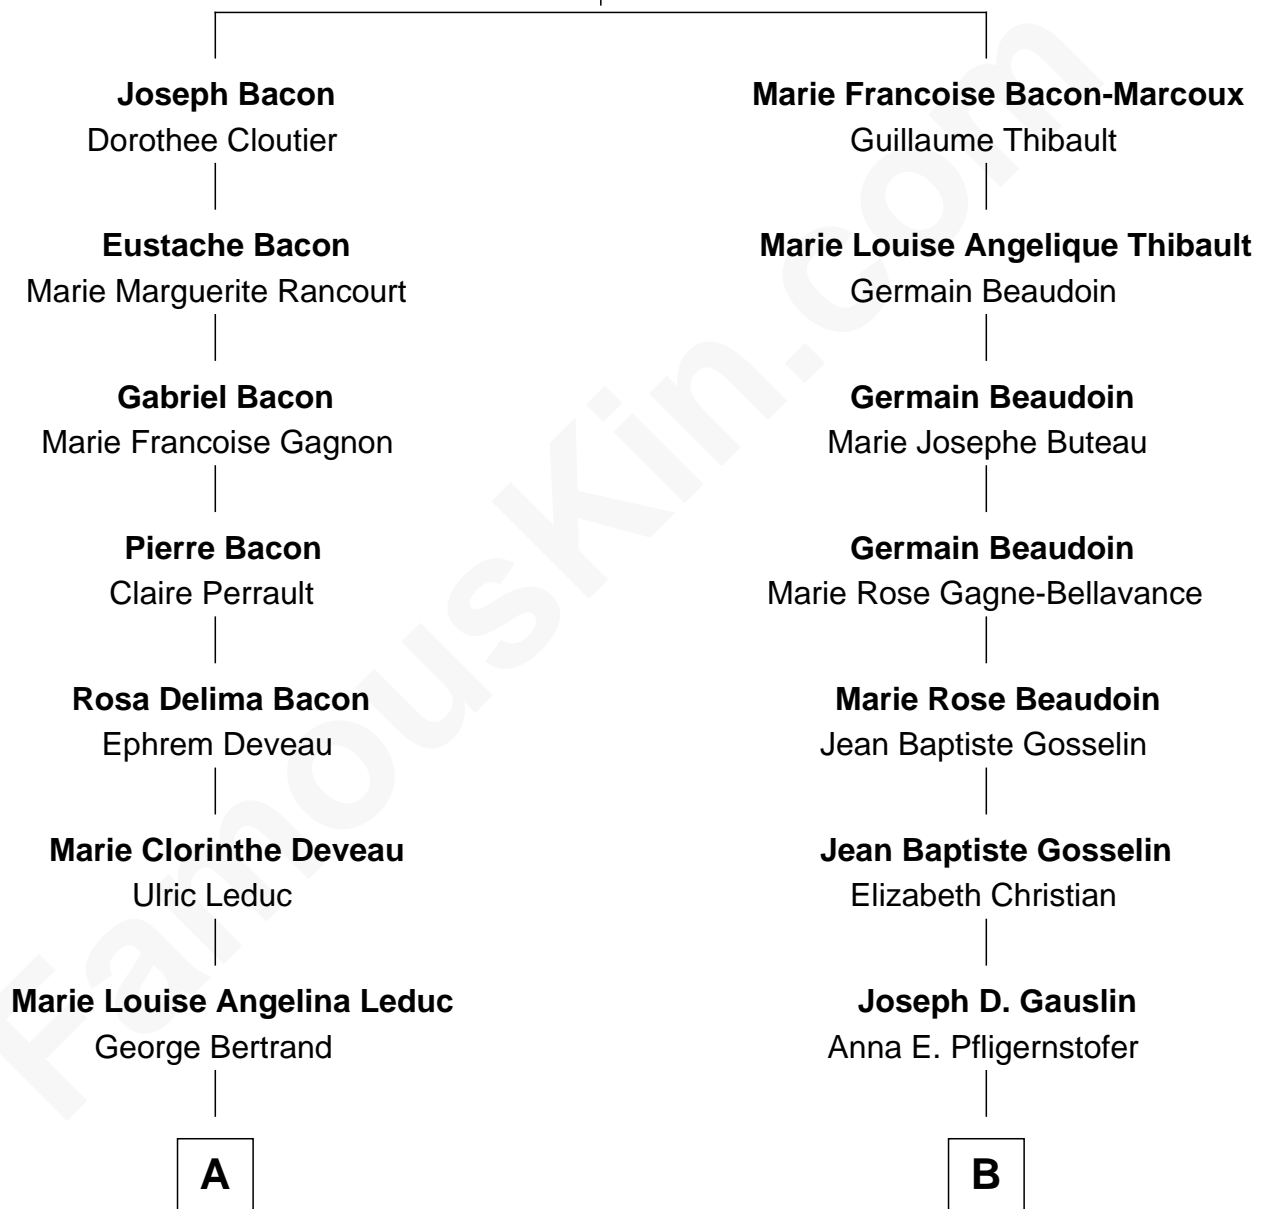 Joseph Bacon
Dorothee Cloutier
Eustache Bacon
Marie Marguerite Rancourt
Gabriel Bacon
Marie Francoise Gagnon
Pierre Bacon
Claire Perrault
Rosa Delima Bacon
Ephrem Deveau
Marie Clorinthe Deveau
Ulric Leduc
Marie Louise Angelina Leduc
George Bertrand
A
Marie Francoise Bacon-Marcoux
Guillaume Thibault
Marie Louise Angelique Thibault
Germain Beaudoin
Germain Beaudoin
Marie Josephe Buteau
Germain Beaudoin
Marie Rose Gagne-Bellavance
Marie Rose Beaudoin
Jean Baptiste Gosselin
Jean Baptiste Gosselin
Elizabeth Christian
Joseph D. Gauslin
Anna E. Pfligernstofer
B
FamousKin.com